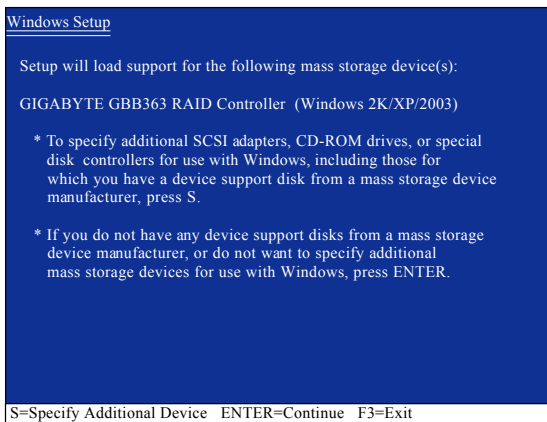 Windows Setup
Setup will load support for the following mass storage device(s):
GIGABYTE GBB363 RAID Controller (Windows 2K/XP/2003)
* To specify additional SCSI adapters, CD-ROM drives, or special
disk controllers for use with Windows, including those for
which you have a device support disk from a mass storage device
manufacturer, press S.
* If you do not have any device support disks from a mass storage
device manufacturer, or do not want to specify additional
mass storage devices for use with Windows, press ENTER.
S=Specify Additional Device ENTER=Continue F3=Exit